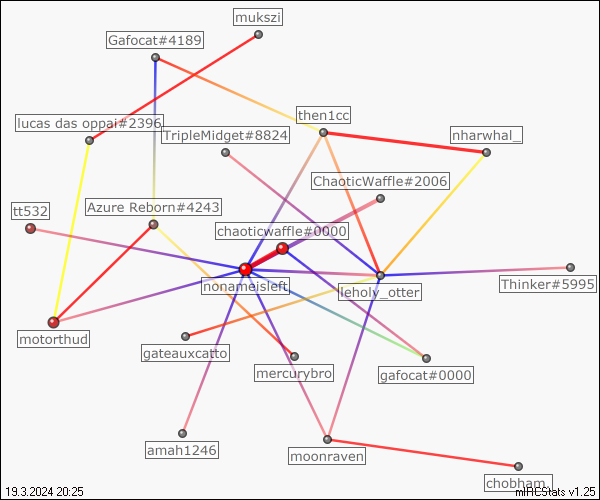 mukszi
Gafocat#4189
then1cc
lucas das oppai#2396
TripleMidget#8824
nharwhal_
ChaoticWaffle#2006
tt532
Azure Reborn#4243
chaoticwaffle#0000
nonameisleft
leholy_otter
Thinker#5995
motorthud
gateauxcatto
mercurybro
gafocat#0000
amah1246
moonraven
chobham_
19.3.2024 20:25
mIRCStats v1.25